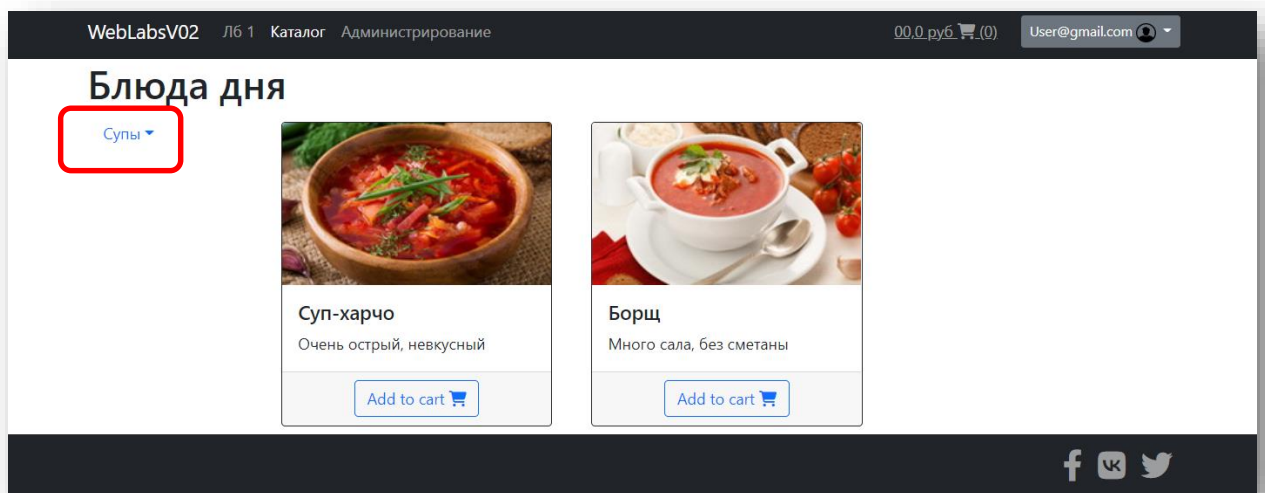 WebLabsV02 Лб 1 Каталог Администрирование 00,0 руб (0) User@gmail.com
Блюда дня
Супы
Суп-харчо
Очень острый, невкусный
Add to cart
Борщ
Много сала, без сметаны
Add to cart